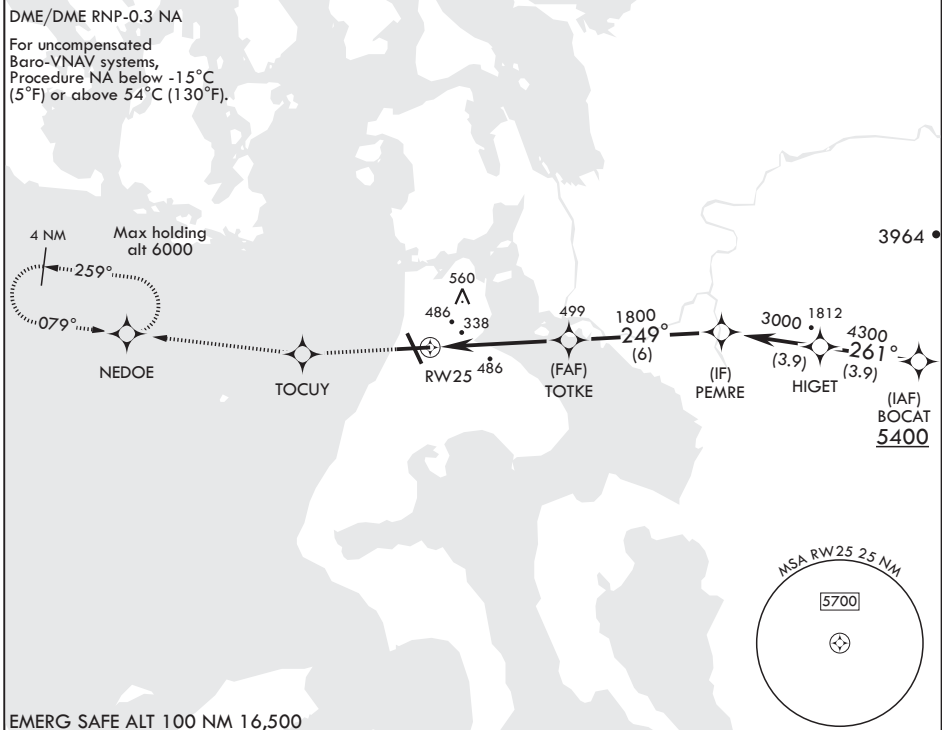 DME/DME RNP-0.3 NA
For uncompensated
Baro-VNAV systems,
Procedure NA below -15°C
(5°F) or above 54°C (130°F).
4 NM
Max holding
alt 6000
259°
079°
NEDOE
TOCUY
560
486
338
486
RW25
499
(FAF)
TOTKE
1800
249°
(6)
(IF)
PEMRE
3000
1812
(3.9)
HIGET
4300
261°
(3.9)
3964
(IAF)
BOCAT
5400
MSA RW25 25 NM
5700
EMERG SAFE ALT 100 NM 16,500